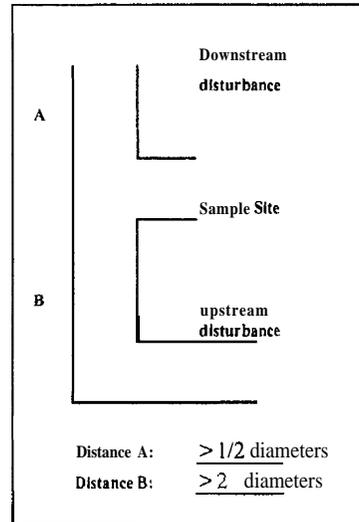 Downstream
disturbance
A
Sample Site
B
upstream
disturbance
Distance A: > 1/2 diameters
Distance B: > 2 diameters